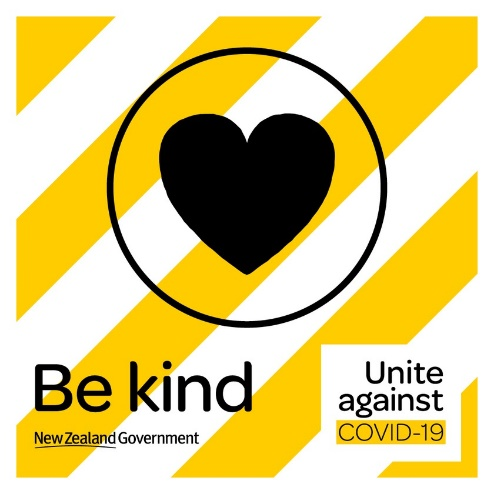 Be kind
New Zealand Government
Unite
against
COVID-19